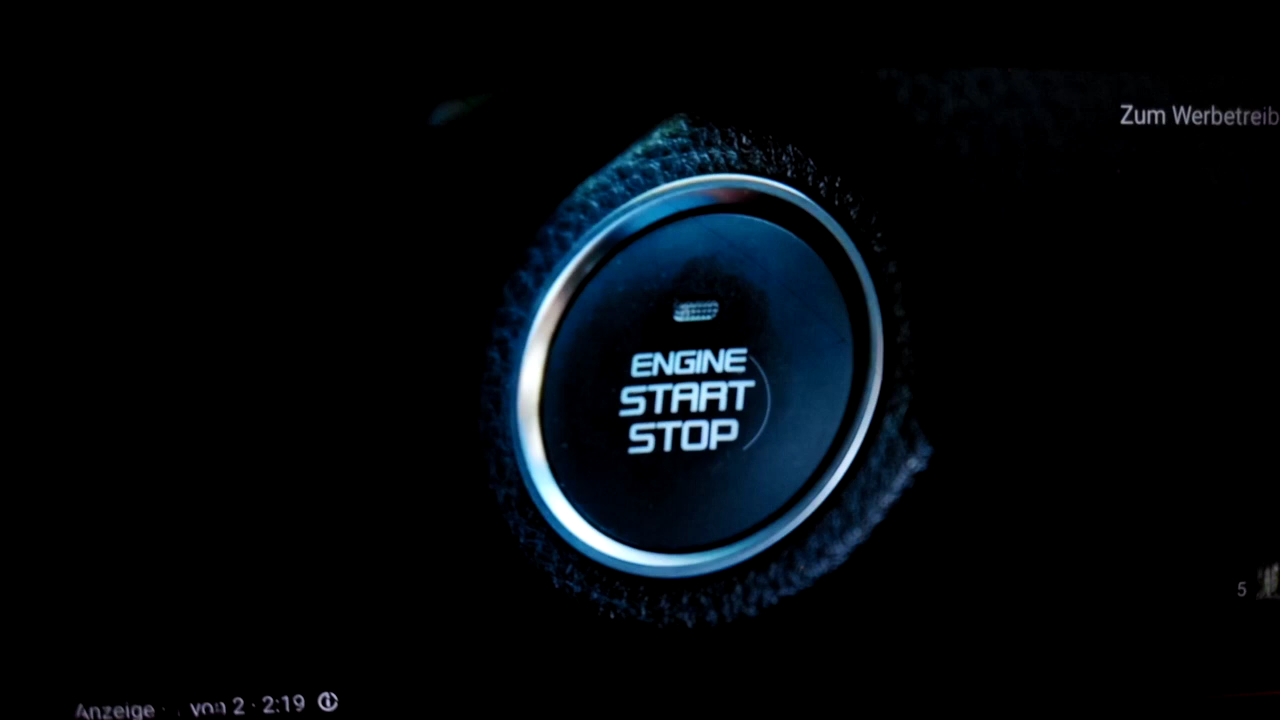 Zum Werbetreib
ENGINE
START
STOP
5
Anzeige · von 2 · 2:19